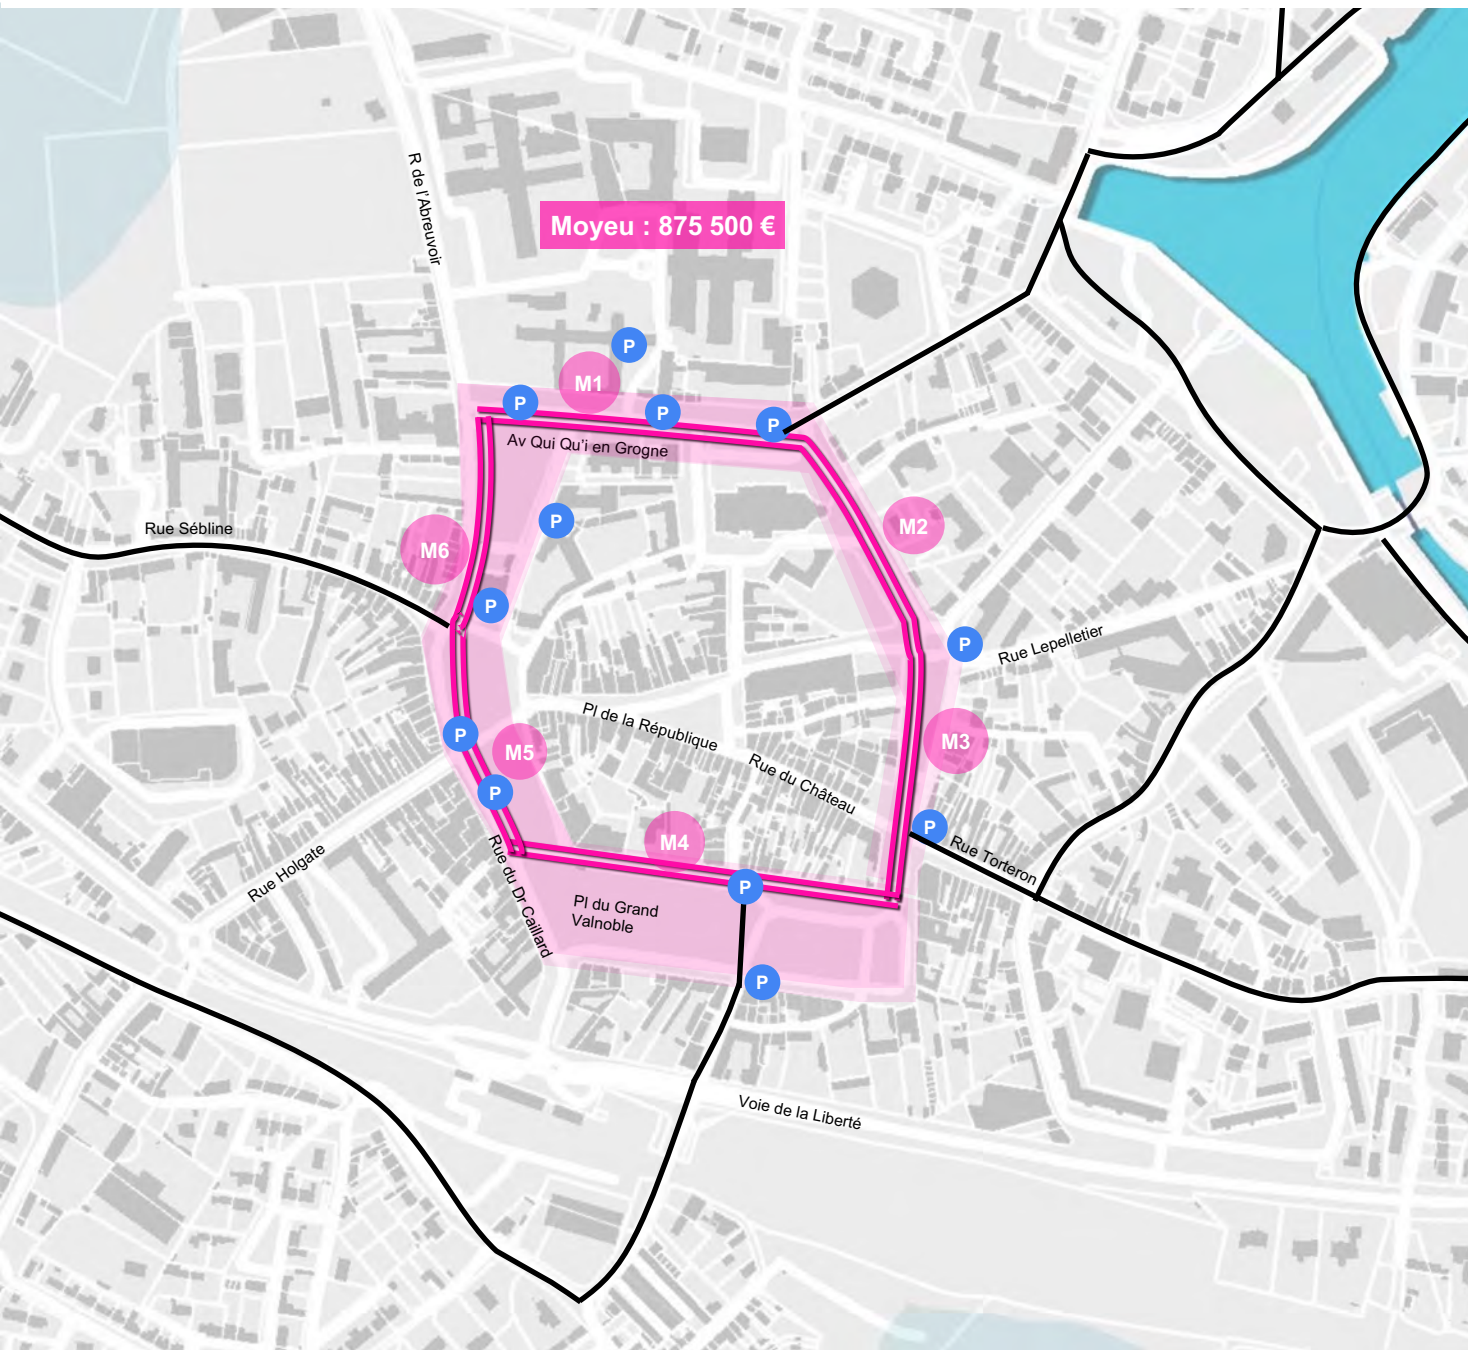 R de l'Abreuvoir
Moyeu : 875 500 €
P
M1
P
P
P
Av Qui Qu'i en Grogne
P
M2
Rue Sébline
M6
P
P
Rue Lepelletier
Pl de la République
P
M5
M3
Rue du Château
P
P
M4
Rue Torteron
Rue Holgate
Rue du Dr Caillard
P
Pl du Grand
Valnoble
P
Voie de la Liberté